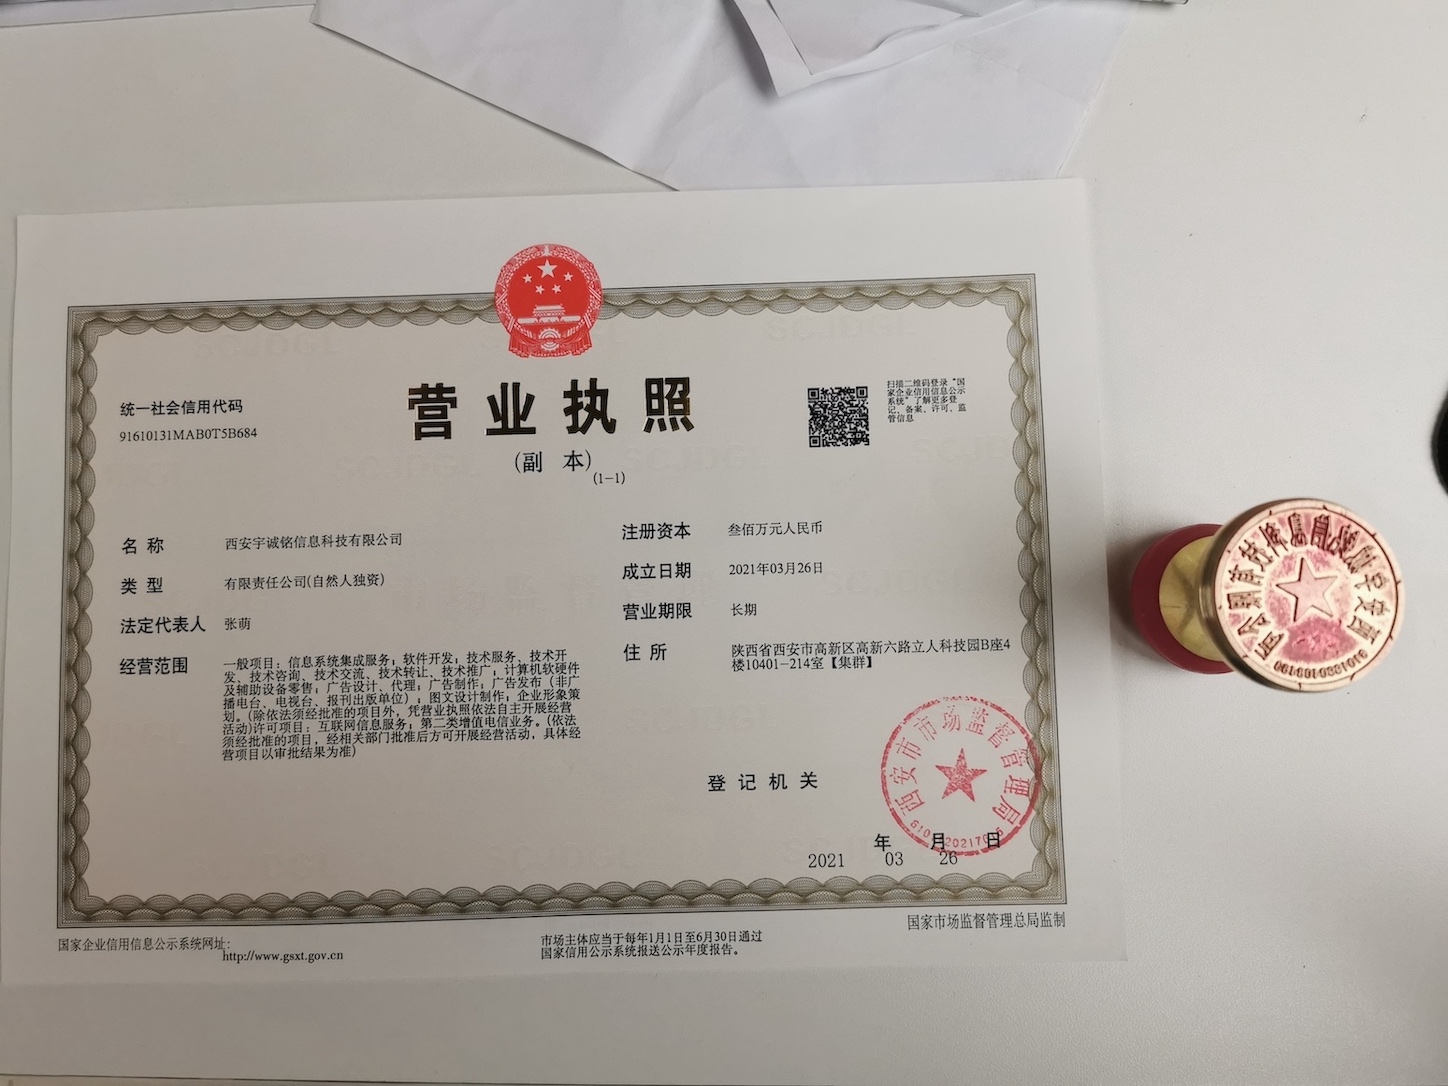 统一社会信用代码
91610131MAB0T5B684
营业执照
(副 本)
(1-1)
扫描二维码登录“国
家企业信用信息公示
系统”了解更多登
记、备案、许可、监
管信息
名称 西安宇诚铭信息科技有限公司
类型 有限责任公司(自然人独资)
法定代表人 张萌
经营范围 一般项目：信息系统集成服务；软件开发；技术服务、技术开
发、技术咨询、技术交流、技术转让、技术推广；计算机软硬件
及辅助设备零售；广告设计、代理；广告制作；广告发布（非广
播电台、电视台、报刊出版单位）；图文设计制作；企业形象策
划。(除依法须经批准的项目外，凭营业执照依法自主开展经营
活动)许可项目：互联网信息服务；第二类增值电信业务。(依法
须经批准的项目，经相关部门批准后方可开展经营活动，具体经
营项目以审批结果为准)
注册资本 叁佰万元人民币
成立日期 2021年03月26日
营业期限 长期
住所 陕西省西安市高新区高新六路立人科技园B座4
楼10401-214室【集群】
登记机关
西安市市场监督管理局
年 月 日
2021 03 26
国家企业信用信息公示系统网址：
http://www.gsxt.gov.cn
市场主体应当于每年1月1日至6月30日通过
国家信用公示系统报送公示年度报告。
国家市场监督管理总局监制